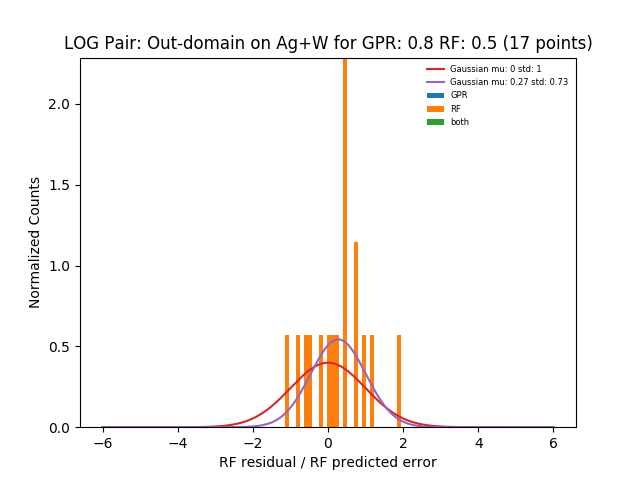 LOG Pair: Out-domain on Ag+W for GPR: 0.8 RF: 0.5 (17 points)
Gaussian mu: 0 std: 1
Gaussian mu: 0.27 std: 0.73
GPR
RF
both
Normalized Counts
2.0
1.5
1.0
0.5
0.0
−6 −4 −2 0 2 4 6
RF residual / RF predicted error